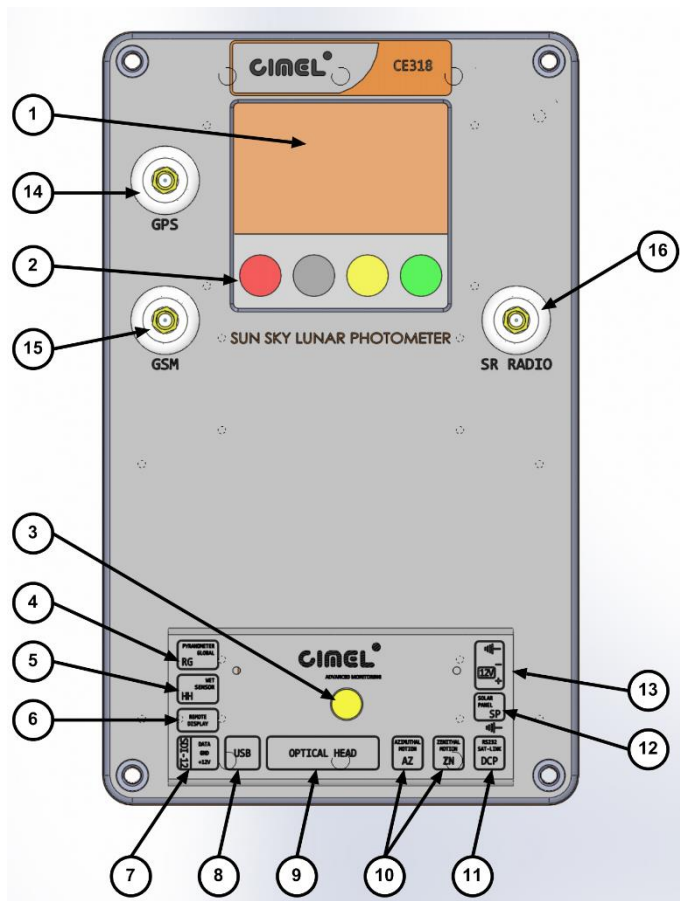 CIMEL CE318
1
14
GPS
2
16
15
SUN SKY LUNAR PHOTOMETER
GSM
SR RADIO
3
4
PYRANOMETER
GLOBAL
RG
CIMEL
ADVANCED MONITORING
5
WET
SENSOR
HH
12V
- 
+
13
6
REMOTE
DISPLAY
SOLAR
PANEL
SP
12
SDI-12
DATA
GND
+12V
USB
OPTICAL HEAD
AZIMUTHAL
MOTION
AZ
ZENITHAL
MOTION
ZN
RS232
SAT-LINK
DCP
7
8
9
10
11